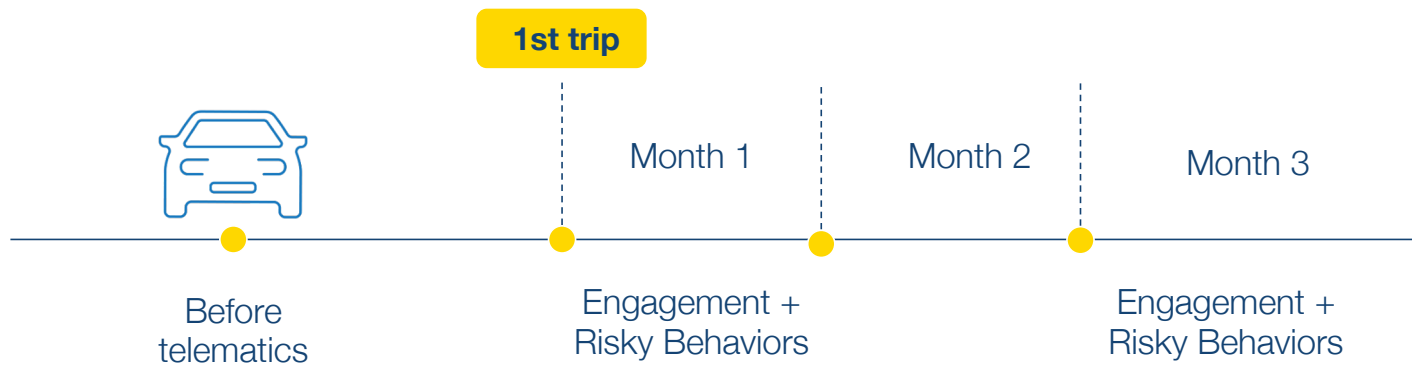 1st trip
Month 1
Month 2
Month 3
Before
telematics
Engagement +
Risky Behaviors
Engagement +
Risky Behaviors